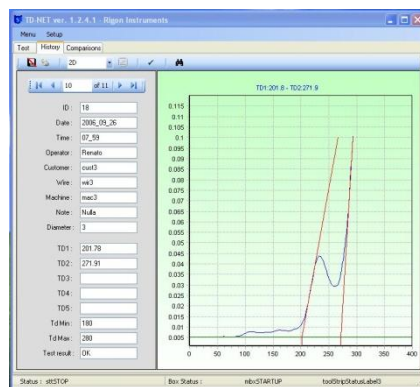 TD-NET ver. 1.2.4.1 - Rigon Instruments
Menu Setup
Test History Comparisons
2D
10 of 11
ID : 18
Date : 2006_09_26
Time : 07_59
Operator : Renato
Customer : cust3
Wire : wir3
Machine : mac3
Note : Nulla
Diameter : 3
TD1 : 201.78
TD2 : 271.91
TD3 :
TD4 :
TD5 :
Td Min : 180
Td Max : 280
Test result : OK
TD1:201.8 - TD2:271.9
0.115
0.11
0.105
0.1
0.095
0.09
0.085
0.08
0.075
0.07
0.065
0.06
0.055
0.05
0.045
0.04
0.035
0.03
0.025
0.02
0.015
0.01
0.005
0 50 100 150 200 250 300 350 400
Status : sttSTOP Box Status : mbxSTARTUP toolStripStatusLabel3